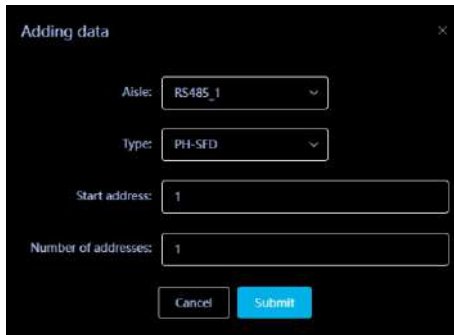 Adding data
Aisle: RS485_1
Type: PH-SFD
Start address: 1
Number of addresses: 1
Cancel Submit